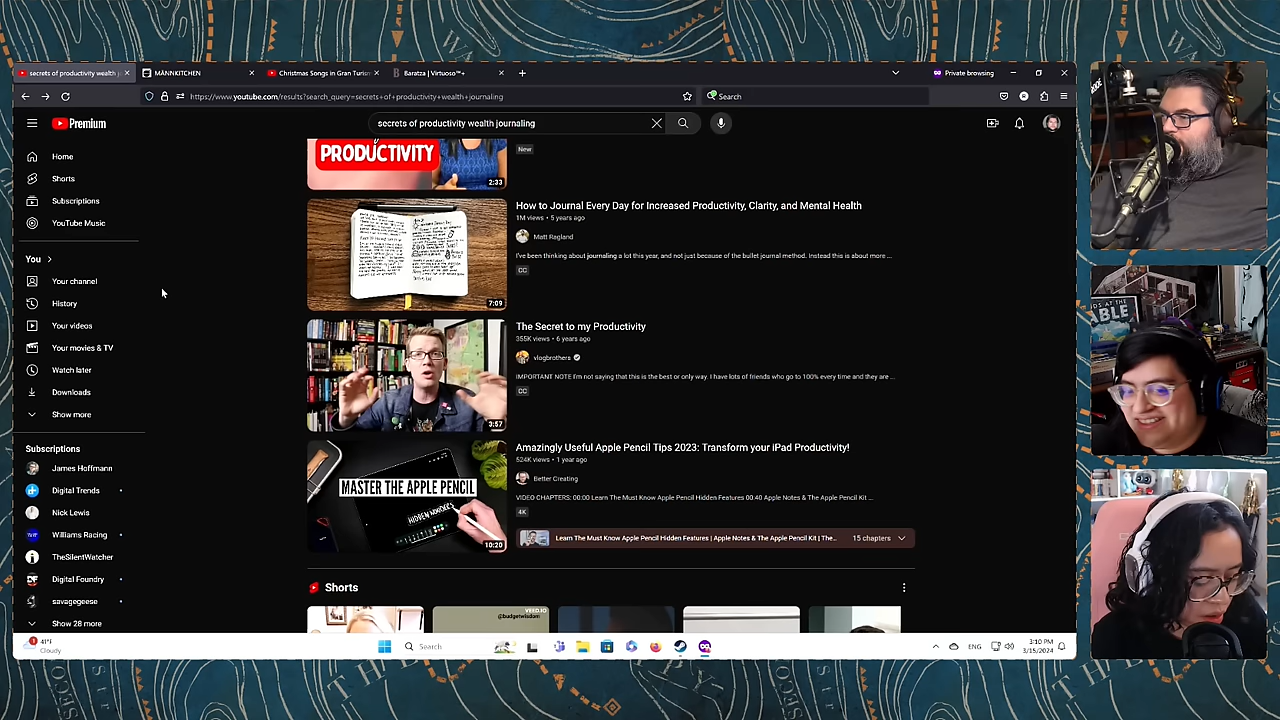 secrets of productivity wealth j
MÄNNKITCHEN
Christmas Songs in Gran Turism
Baratza | Virtuoso™+
Private browsing
https://www.youtube.com/results?search_query=secrets+of+productivity+wealth+journaling
Search
Premium
secrets of productivity wealth journaling
Home
Shorts
Subscriptions
YouTube Music
You
Your channel
History
Your videos
Your movies & TV
Watch later
Downloads
Show more
Subscriptions
James Hoffmann
Digital Trends
Nick Lewis
Williams Racing
TheSilentWatcher
Digital Foundry
savagegeese
Show 28 more
PRODUCTIVITY
2:33
New
How to Journal Every Day for Increased Productivity, Clarity, and Mental Health
1M views • 5 years ago
Matt Ragland
I've been thinking about journaling a lot this year, and not just because of the bullet journal method. Instead this is about more ...
CC
7:09
The Secret to my Productivity
355K views • 6 years ago
vlogbrothers
IMPORTANT NOTE I'm not saying that this is the best or only way. I have lots of friends who go to 100% every time and they are ...
CC
3:57
Amazingly Useful Apple Pencil Tips 2023: Transform your iPad Productivity!
524K views • 1 year ago
Better Creating
VIDEO CHAPTERS: 00:00 Learn The Must Know Apple Pencil Hidden Features 00:40 Apple Notes & The Apple Pencil Kit ...
4K
MASTER THE APPLE PENCIL
10:20
Learn The Must Know Apple Pencil Hidden Features | Apple Notes & The Apple Pencil Kit | The...
15 chapters
Shorts
VEED.IO
@budgetwisdom
41°F
Cloudy
Search
ENG
3:10 PM
3/15/2024